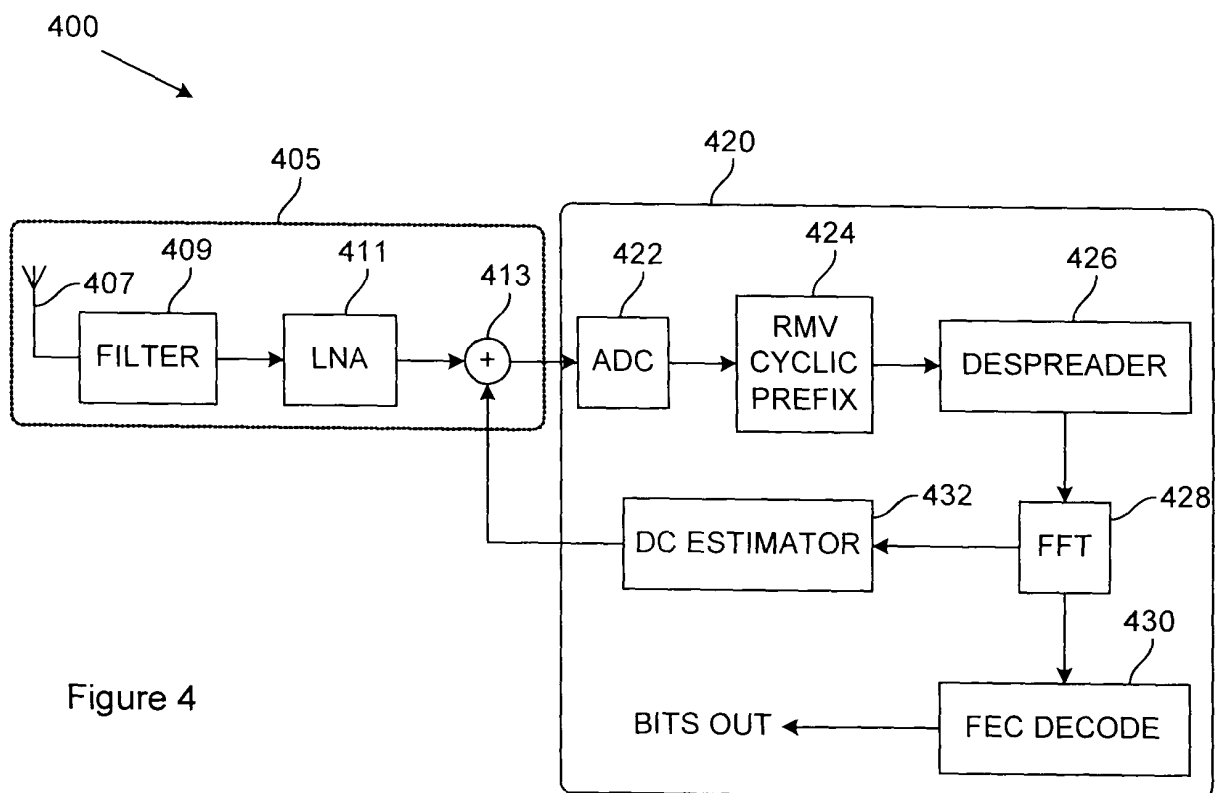 400
405
420
407
409
411
413
422
424
426
FILTER
LNA
+
ADC
RMV
CYCLIC
PREFIX
DESPREADER
432
428
DC ESTIMATOR
FFT
430
Figure 4
BITS OUT
FEC DECODE